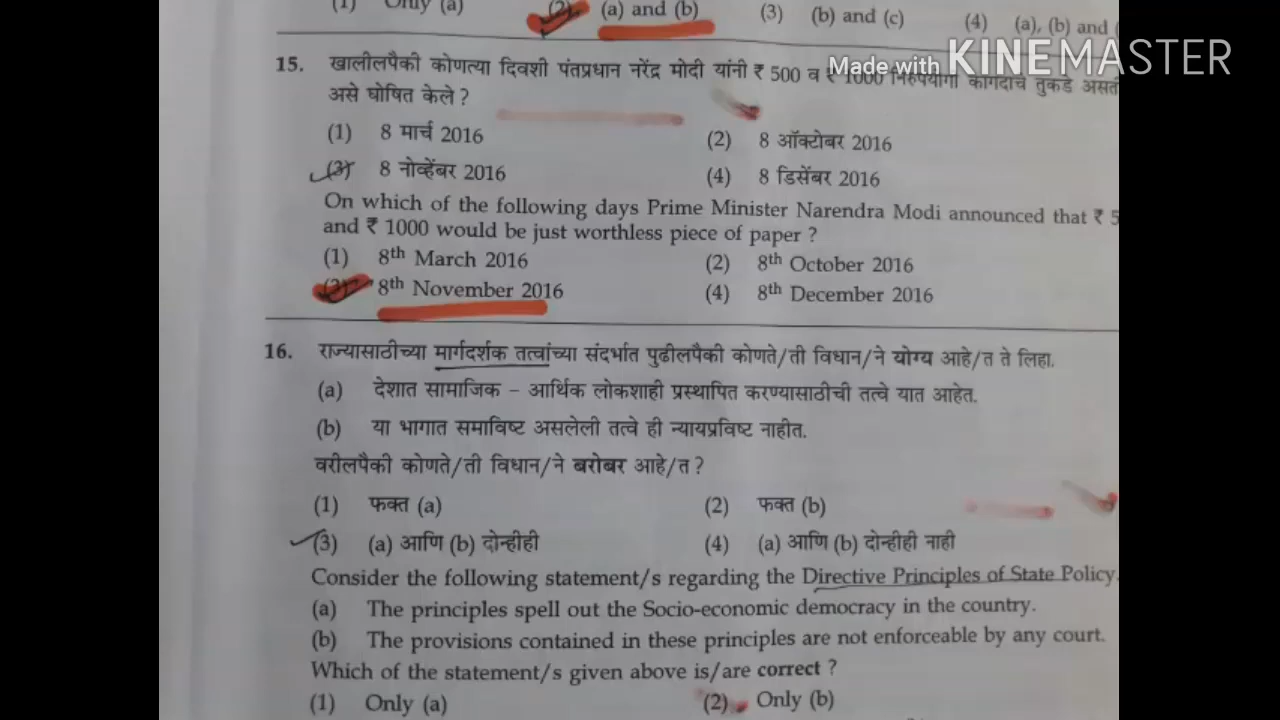 (1) Only (a) (2) (a) and (b) (3) (b) and (c) (4) (a), (b) and
Made with KINEMASTER
15. खालीलपैकी कोणत्या दिवशी पंतप्रधान नरेंद्र मोदी यांनी ₹ 500 व ₹ 1000 निरुपयोगी कागदाचे तुकडे असती
असे घोषित केले ?
(1) 8 मार्च 2016 (2) 8 ऑक्टोबर 2016
(3) 8 नोव्हेंबर 2016 (4) 8 डिसेंबर 2016
On which of the following days Prime Minister Narendra Modi announced that ₹ 5
and ₹ 1000 would be just worthless piece of paper ?
(1) 8th March 2016 (2) 8th October 2016
(3) 8th November 2016 (4) 8th December 2016
16. राज्यासाठीच्या मार्गदर्शक तत्वांच्या संदर्भात पुढीलपैकी कोणते/ती विधान/ने योग्य आहे/त ते लिहा.
(a) देशात सामाजिक – आर्थिक लोकशाही प्रस्थापित करण्यासाठीची तत्वे यात आहेत.
(b) या भागात समाविष्ट असलेली तत्वे ही न्यायप्रविष्ट नाहीत.
वरीलपैकी कोणते/ती विधान/ने बरोबर आहे/त ?
(1) फक्त (a) (2) फक्त (b)
(3) (a) आणि (b) दोन्हीही (4) (a) आणि (b) दोन्हीही नाही
Consider the following statement/s regarding the Directive Principles of State Policy.
(a) The principles spell out the Socio-economic democracy in the country.
(b) The provisions contained in these principles are not enforceable by any court.
Which of the statement/s given above is/are correct ?
(1) Only (a) (2) Only (b)